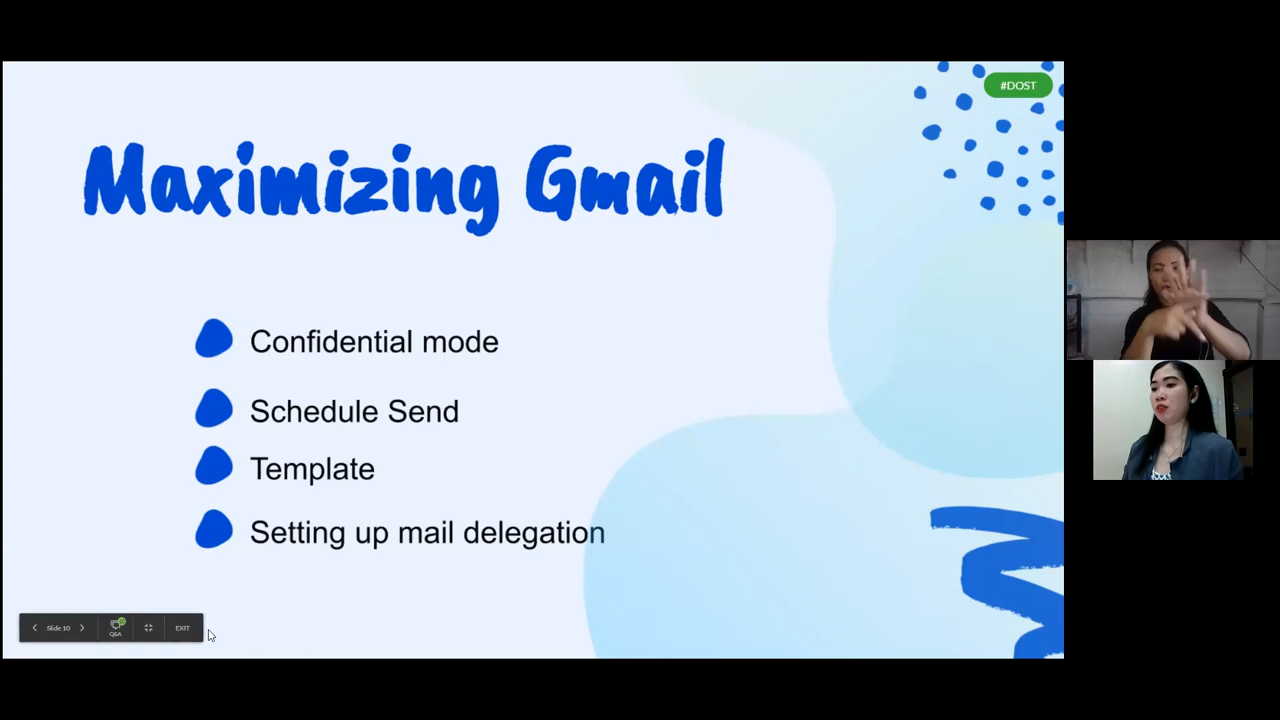 #DOST
Maximizing Gmail
Confidential mode
Schedule Send
Template
Setting up mail delegation
Slide 10
Q&A
EXIT